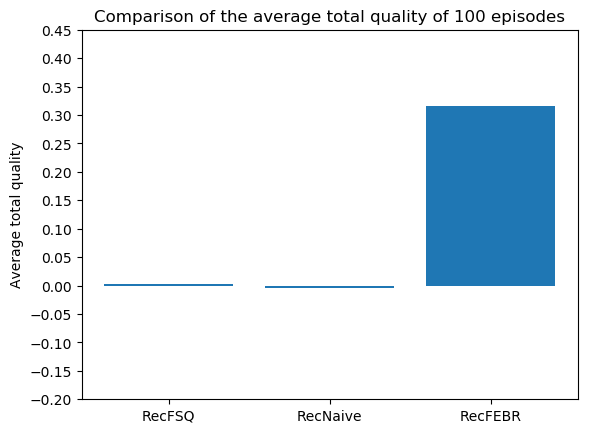 Comparison of the average total quality of 100 episodes
Average total quality
0.45
0.40
0.35
0.30
0.25
0.20
0.15
0.10
0.05
0.00
−0.05
−0.10
−0.15
−0.20
RecFSQ
RecNaive
RecFEBR